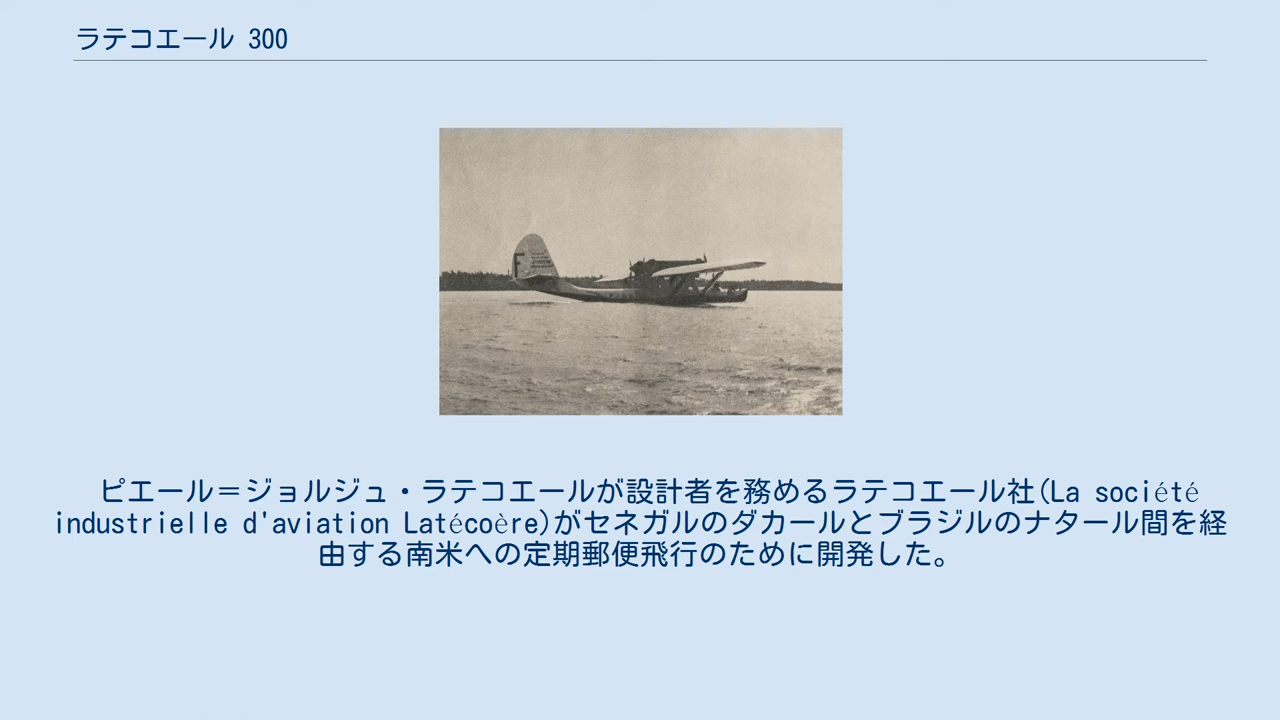 ラテコエール 300
F
ピエール＝ジョルジュ・ラテコエールが設計者を務めるラテコエール社(La société
industrielle d'aviation Latécoère)がセネガルのダカールとブラジルのナタール間を経
由する南米への定期郵便飛行のために開発した。